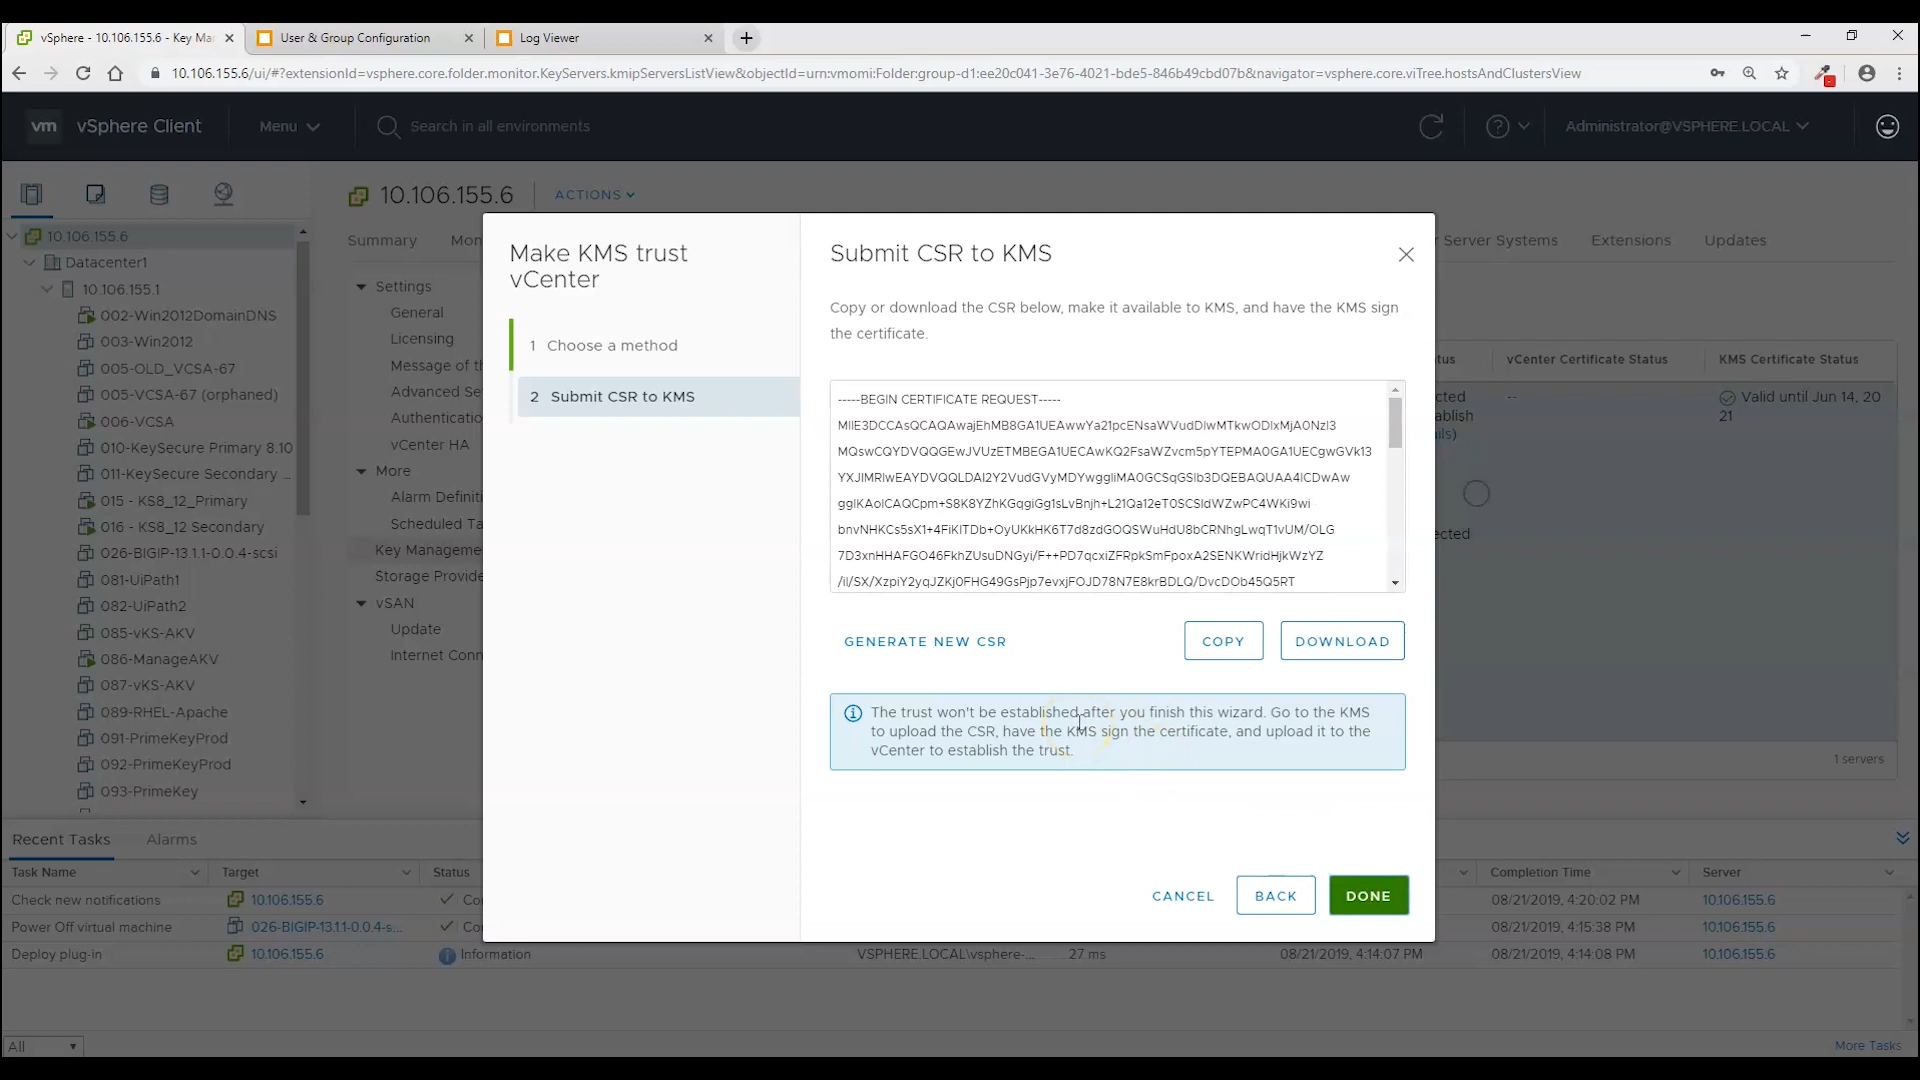 vSphere - 10.106.155.6 - Key Ma
User & Group Configuration
Log Viewer
10.106.155.6/ui/#?extensionId=vsphere.core.folder.monitor.KeyServers.kmipServersListView&objectId=urn:vmomi:Folder:group-d1:ee20c041-3e76-4021-bde5-846b49cbd07b&navigator=vsphere.core.viTree.hostsAndClustersView
vm vSphere Client
Menu
Search in all environments
Administrator@VSPHERE.LOCAL
10.106.155.6
ACTIONS
Summary
Mon
r Server Systems
Extensions
Updates
10.106.155.6
Datacenter1
10.106.155.1
002-Win2012DomainDNS
003-Win2012
005-OLD_VCSA-67
005-VCSA-67 (orphaned)
006-VCSA
010-KeySecure Primary 8.10
011-KeySecure Secondary ...
015 - KS8_12_Primary
016 - KS8_12 Secondary
026-BIGIP-13.1.1-0.0.4-scsi
081-UiPath1
082-UiPath2
085-vKS-AKV
086-ManageAKV
087-vKS-AKV
089-RHEL-Apache
091-PrimeKeyProd
092-PrimeKeyProd
093-PrimeKey
Settings
General
Licensing
Message of th
Advanced Se
Authenticatio
vCenter HA
More
Alarm Definiti
Scheduled Ta
Key Manageme
Storage Provide
vSAN
Update
Internet Conn
Make KMS trust
vCenter
1 Choose a method
2 Submit CSR to KMS
Submit CSR to KMS
Copy or download the CSR below, make it available to KMS, and have the KMS sign
the certificate.
-----BEGIN CERTIFICATE REQUEST-----
GENERATE NEW CSR
COPY
DOWNLOAD
The trust won't be established after you finish this wizard. Go to the KMS
to upload the CSR, have the KMS sign the certificate, and upload it to the
vCenter to establish the trust.
CANCEL
BACK
DONE
tus
vCenter Certificate Status
KMS Certificate Status
cted
ablish
ils)
--
Valid until Jun 14, 20
21
ected
1 servers
Recent Tasks
Alarms
Task Name
Target
Status
Completion Time
Server
Check new notifications
10.106.155.6
Co
08/21/2019, 4:20:02 PM
10.106.155.6
Power Off virtual machine
026-BIGIP-13.1.1-0.0.4-s...
Co
08/21/2019, 4:15:38 PM
10.106.155.6
Deploy plug-in
10.106.155.6
Information
VSPHERE.LOCAL\vsphere-...
27 ms
08/21/2019, 4:14:07 PM
08/21/2019, 4:14:08 PM
10.106.155.6
All
More Tasks